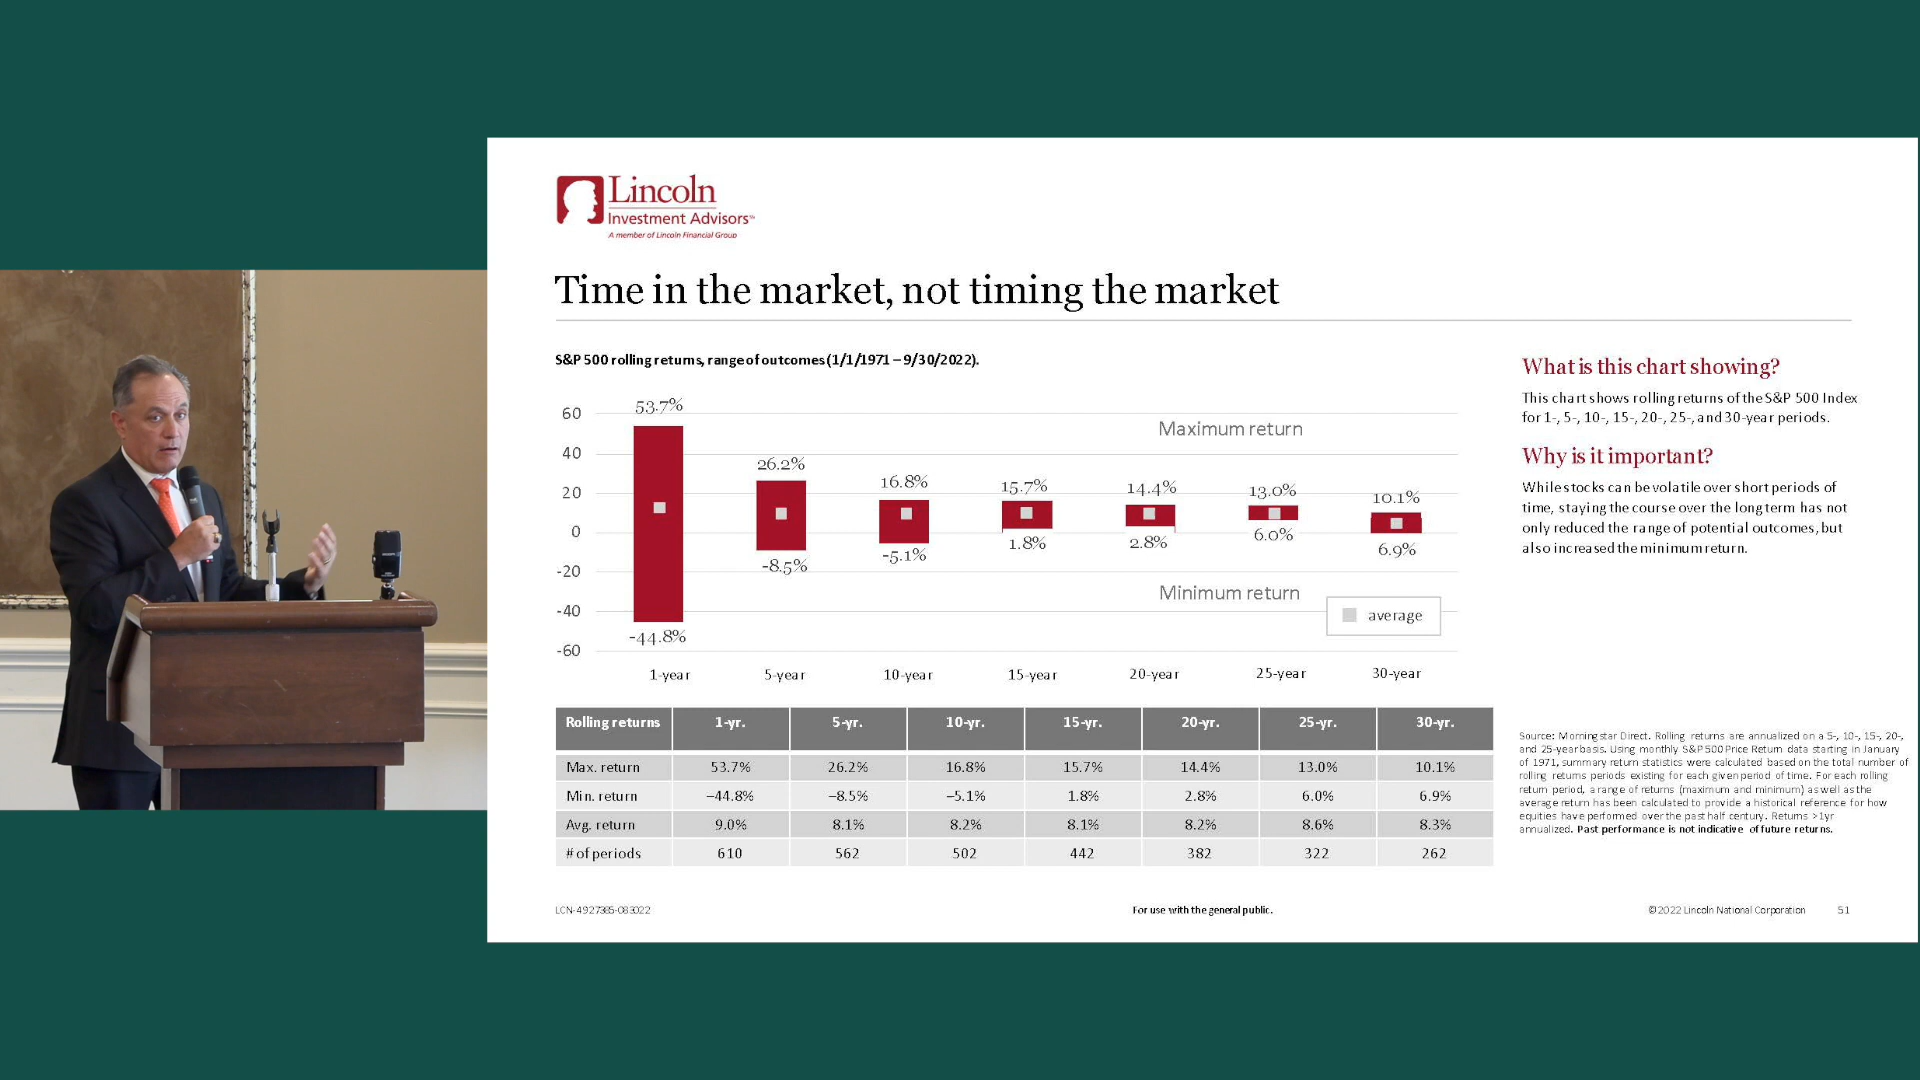 Lincoln
Investment Advisors℠
A member of Lincoln Financial Group
Time in the market, not timing the market
S&P 500 rolling returns, range of outcomes (1/1/1971 – 9/30/2022).
60
40
20
0
-20
-40
-60
53.7%
26.2%
16.8%
15.7%
14.4%
13.0%
10.1%
-44.8%
-8.5%
-5.1%
1.8%
2.8%
6.0%
6.9%
Maximum return
Minimum return
average
1-year 5-year 10-year 15-year 20-year 25-year 30-year
Rolling returns 1-yr. 5-yr. 10-yr. 15-yr. 20-yr. 25-yr. 30-yr.
Max. return 53.7% 26.2% 16.8% 15.7% 14.4% 13.0% 10.1%
Min. return –44.8% –8.5% –5.1% 1.8% 2.8% 6.0% 6.9%
Avg. return 9.0% 8.1% 8.2% 8.1% 8.2% 8.6% 8.3%
# of periods 610 562 502 442 382 322 262
What is this chart showing?
This chart shows rolling returns of the S&P 500 Index
for 1-, 5-, 10-, 15-, 20-, 25-, and 30-year periods.
Why is it important?
While stocks can be volatile over short periods of
time, staying the course over the long term has not
only reduced the range of potential outcomes, but
also increased the minimum return.
Source: Morningstar Direct. Rolling returns are annualized on a 5-, 10-, 15-, 20-,
and 25-year basis. Using monthly S&P 500 Price Return data starting in January
of 1971, summary return statistics were calculated based on the total number of
rolling returns periods existing for each given period of time. For each rolling
return period, a range of returns (maximum and minimum) as well as the
average return has been calculated to provide a historical reference for how
equities have performed over the past half century. Returns >1yr
annualized. Past performance is not indicative of future returns.
LCN-4927385-083022
For use with the general public.
©2022 Lincoln National Corporation 51